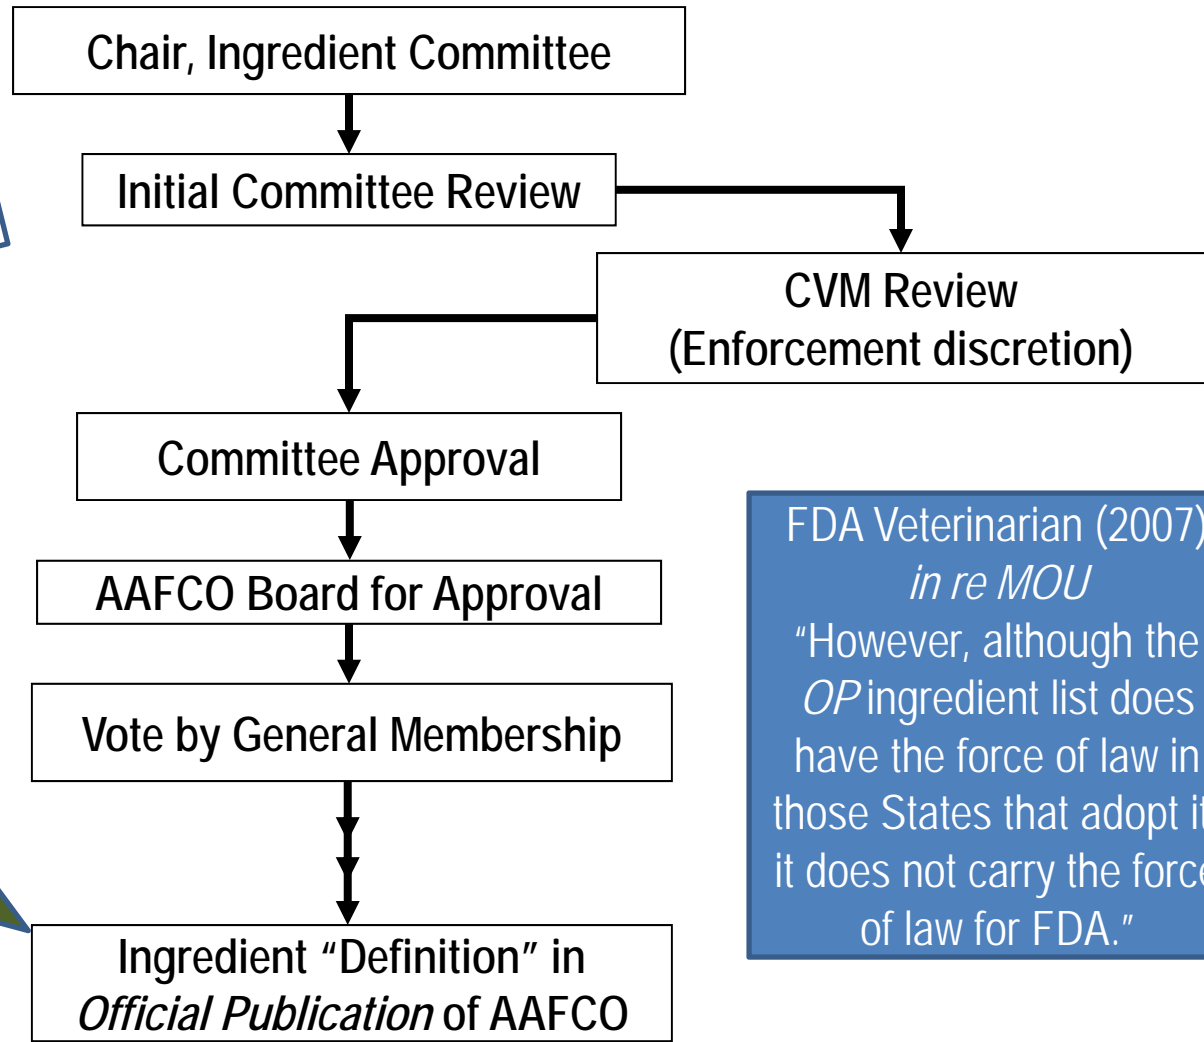 Chair, Ingredient Committee
Initial Committee Review
CVM Review
(Enforcement discretion)
Committee Approval
AAFCO Board for Approval
Vote by General Membership
Ingredient “Definition” in
Official Publication of AAFCO
FDA Veterinarian (2007)
in re MOU
“However, although the
OP ingredient list does
have the force of law in
those States that adopt it
it does not carry the force
of law for FDA.”